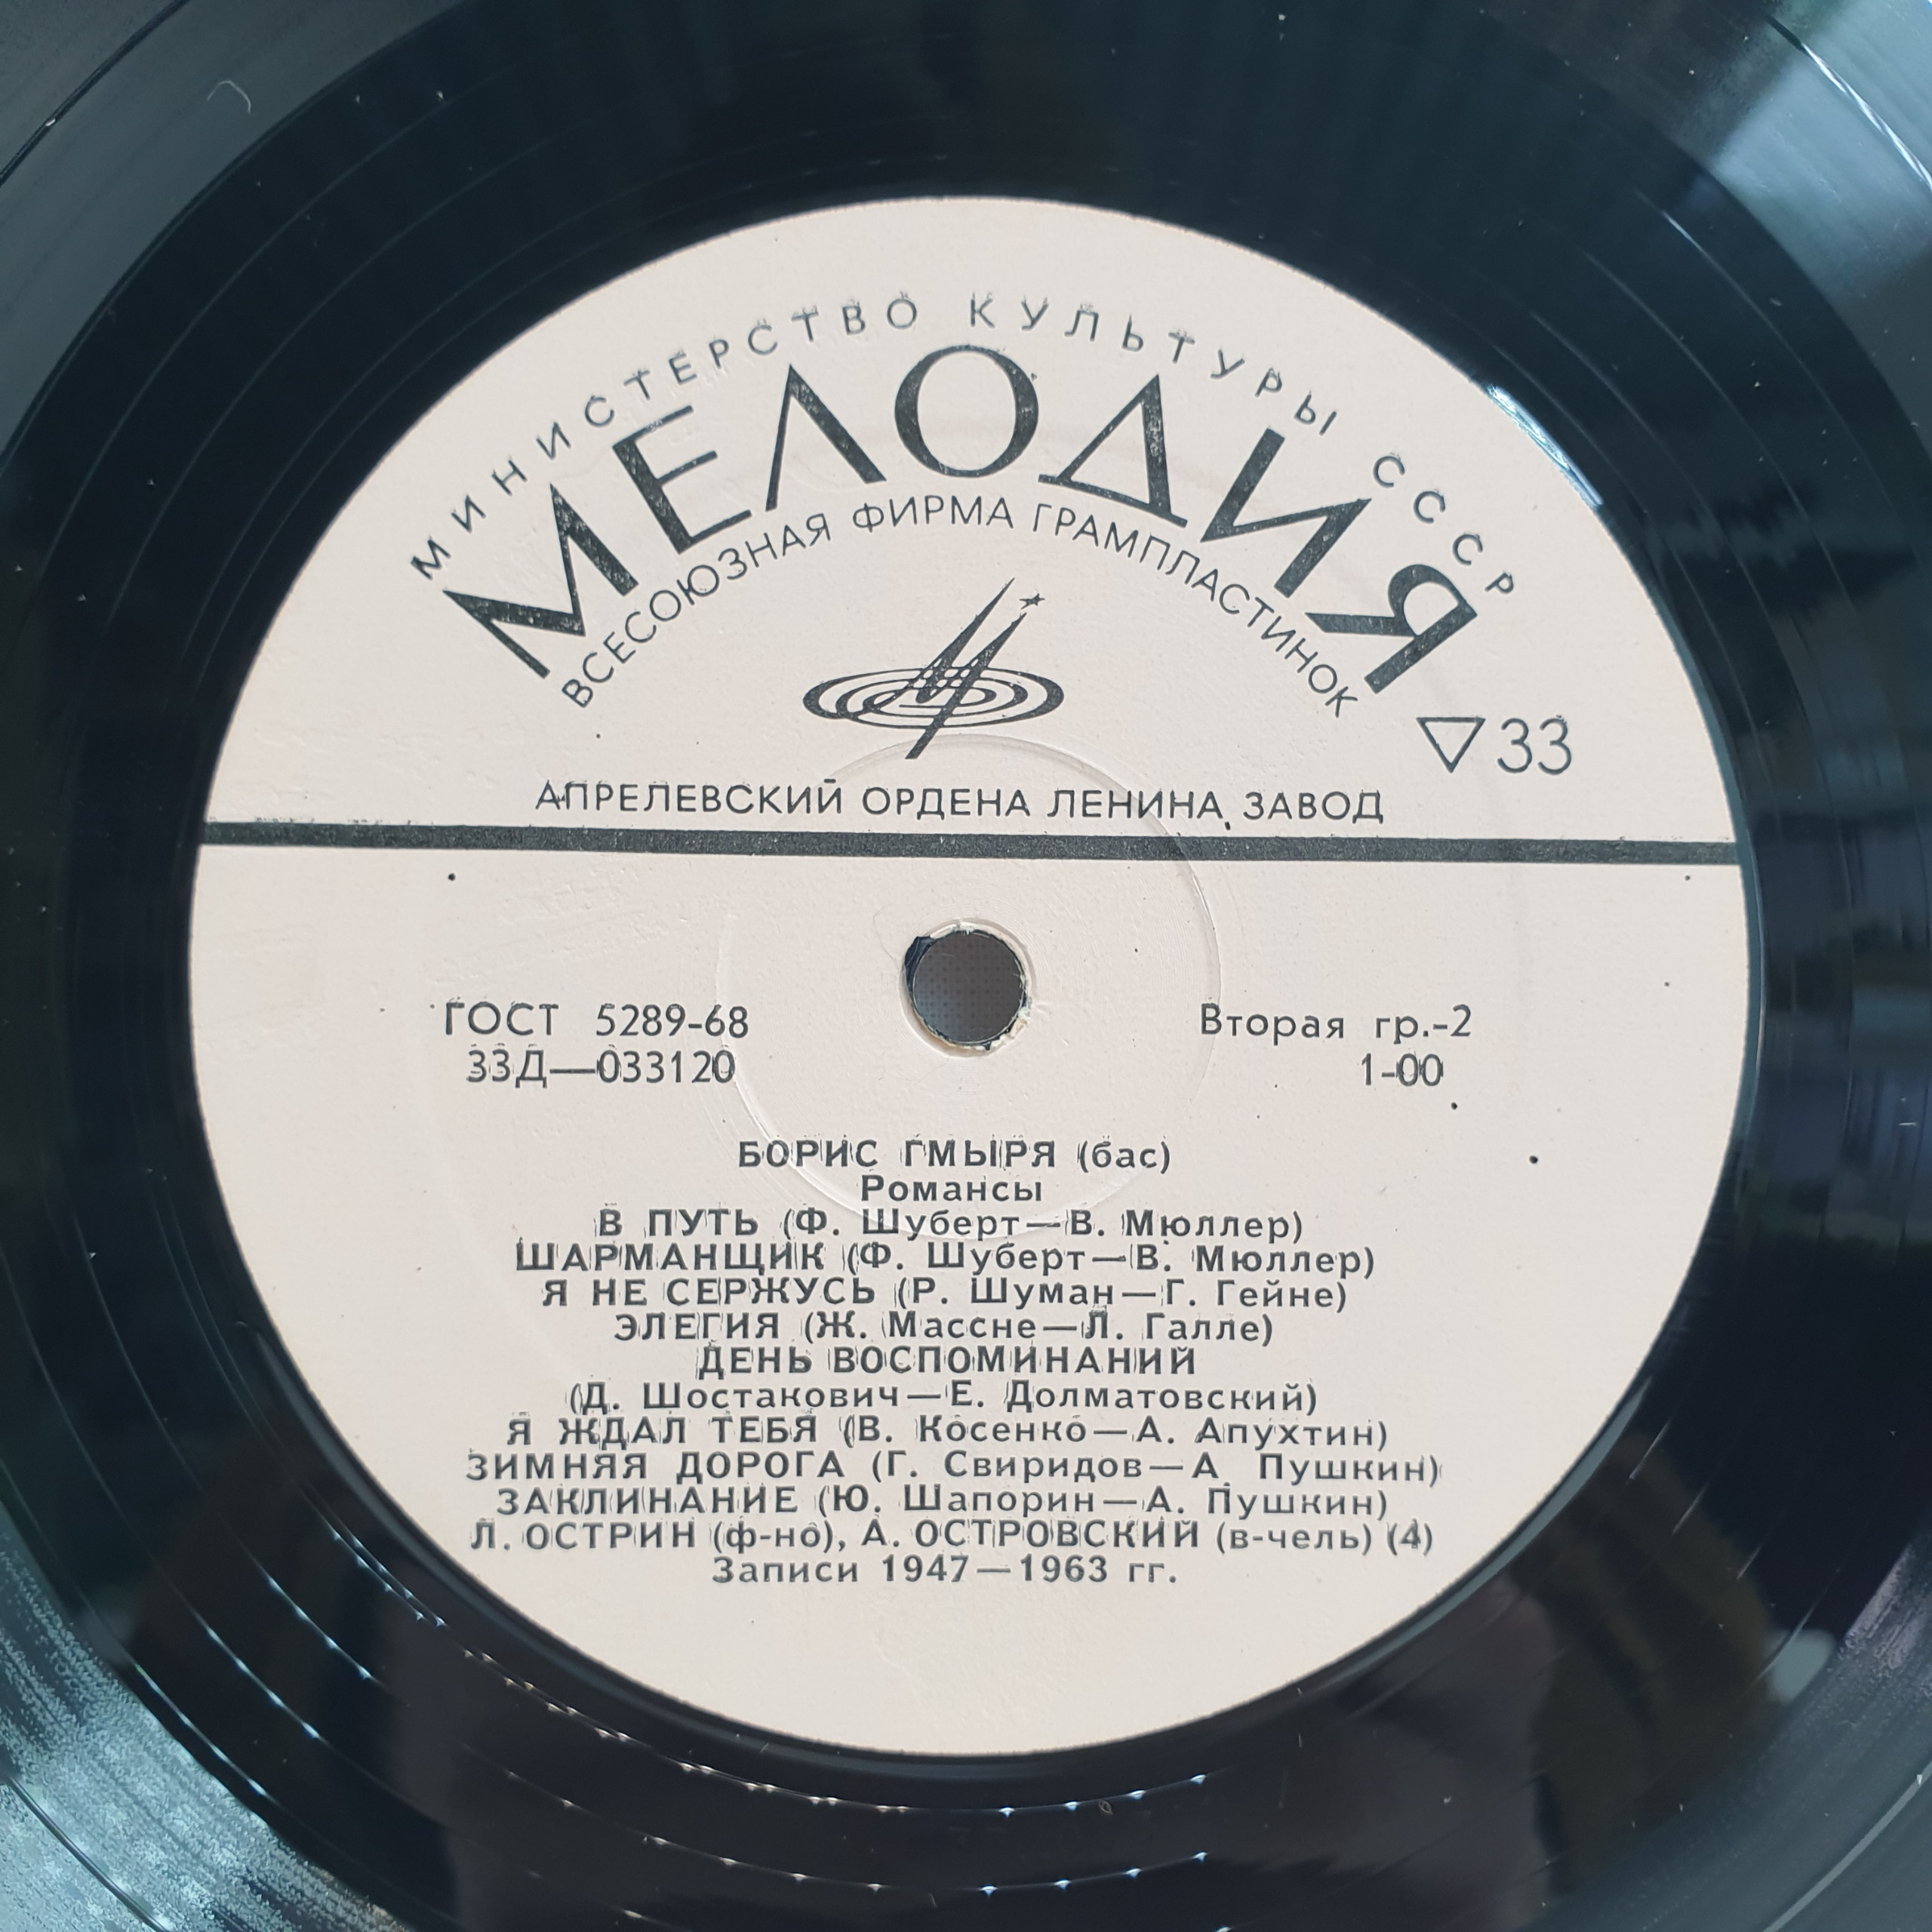 МИНИСТЕРСТВО КУЛЬТУРЫ СССР
МЕЛОДИЯ
ВСЕСОЮЗНАЯ ФИРМА ГРАМПЛАСТИНОК
▽33
АПРЕЛЕВСКИЙ ОРДЕНА ЛЕНИНА ЗАВОД
ГОСТ 5289-68
33Д—033120
Вторая гр.-2
1-00
БОРИС ГМЫРЯ (бас)
Романсы
В ПУТЬ (Ф. Шуберт—В. Мюллер)
ШАРМАНЩИК (Ф. Шуберт—В. Мюллер)
Я НЕ СЕРЖУСЬ (Р. Шуман—Г. Гейне)
ЭЛЕГИЯ (Ж. Массне—Л. Галле)
ДЕНЬ ВОСПОМИНАНИЙ
(Д. Шостакович—Е. Долматовский)
Я ЖДАЛ ТЕБЯ (В. Косенко—А. Апухтин)
ЗИМНЯЯ ДОРОГА (Г. Свиридов—А. Пушкин)
ЗАКЛИНАНИЕ (Ю. Шапорин—А. Пушкин)
Л. ОСТРИН (ф-но), А. ОСТРОВСКИЙ (в-чель) (4)
Записи 1947—1963 гг.